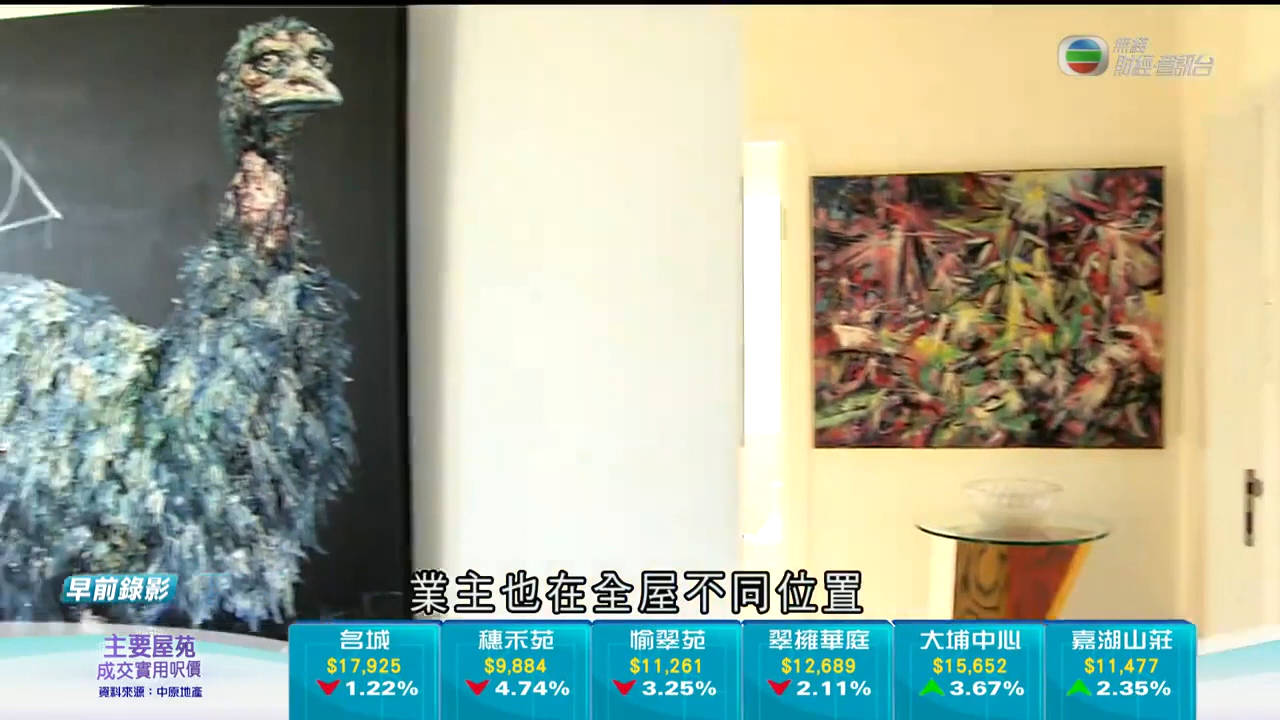 無綫
財經·資訊台
業主也在全屋不同位置
早前錄影
主要屋苑
成交實用呎價
資料來源：中原地產
名城
$17,925
1.22%
穗禾苑
$9,884
4.74%
愉翠苑
$11,261
3.25%
翠擁華庭
$12,689
2.11%
大埔中心
$15,652
3.67%
嘉湖山莊
$11,477
2.35%